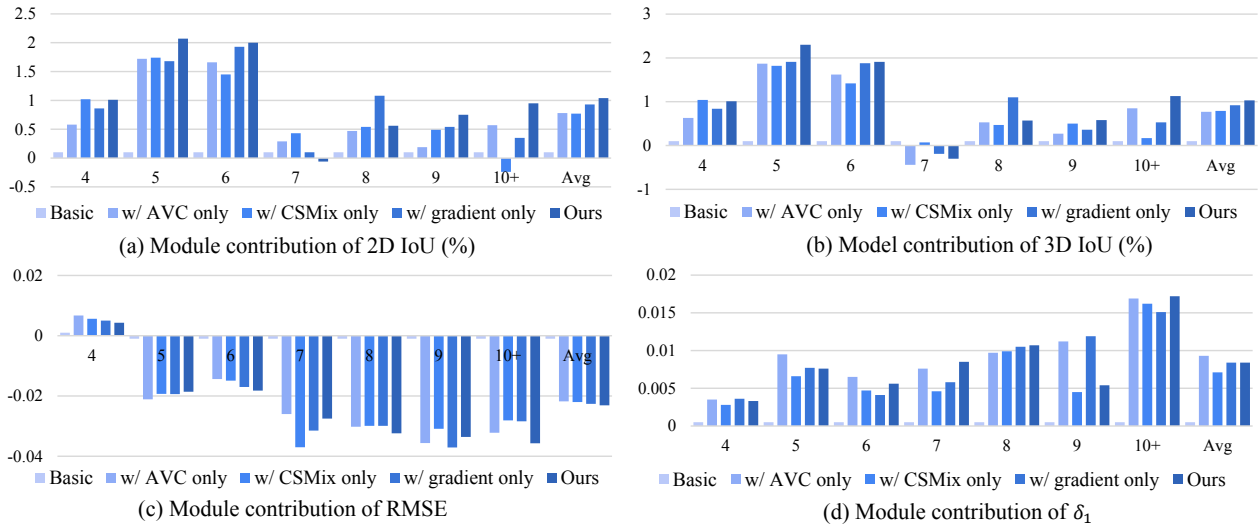 2.5
2
1.5
1
0.5
0
-0.5
4 5 6 7 8 9 10+ Avg
Basic w/ AVC only w/ CSMix only w/ gradient only Ours
(a) Module contribution of 2D IoU (%)
3
2
1
0
-1
4 5 6 7 8 9 10+ Avg
Basic w/ AVC only w/ CSMix only w/ gradient only Ours
(b) Model contribution of 3D IoU (%)
0.02
0
-0.02
-0.04
4 5 6 7 8 9 10+ Avg
Basic w/ AVC only w/ CSMix only w/ gradient only Ours
(c) Module contribution of RMSE
0.02
0.015
0.01
0.005
0
4 5 6 7 8 9 10+ Avg
Basic w/ AVC only w/ CSMix only w/ gradient only Ours
(d) Module contribution of δ₁